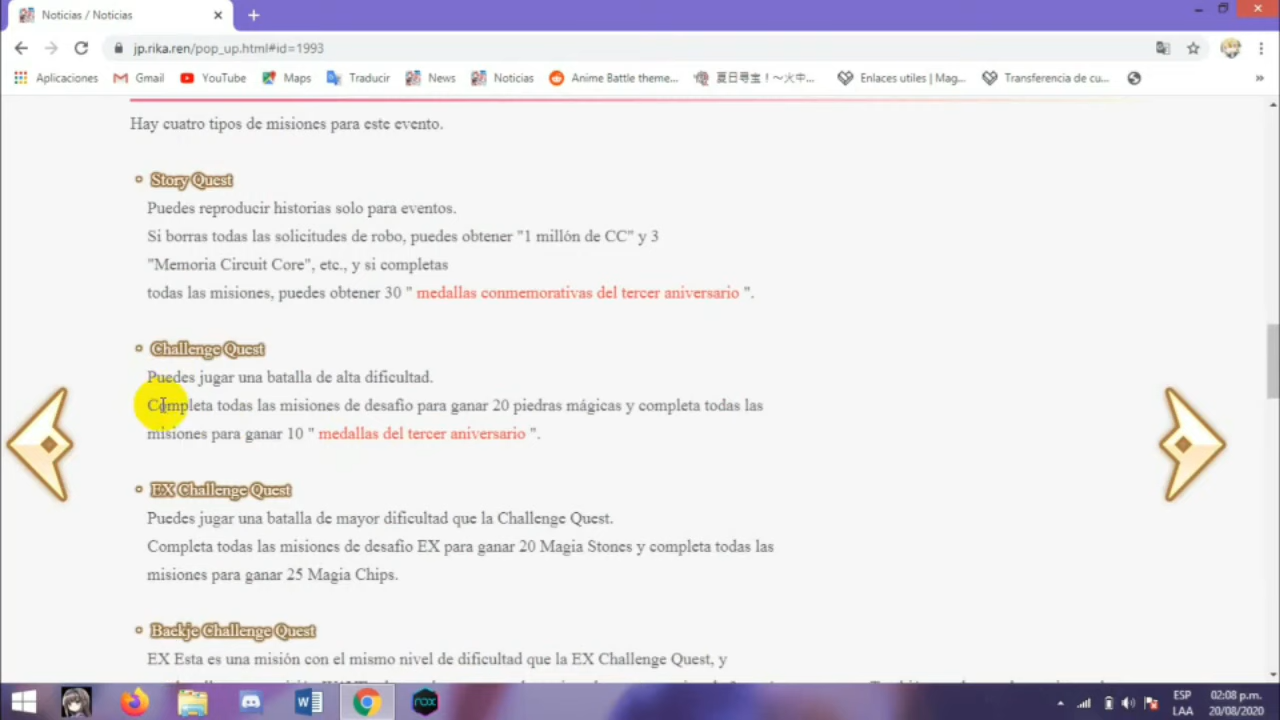 Noticias / Noticias
jp.rika.ren/pop_up.html#id=1993
Aplicaciones Gmail YouTube Maps Traducir News Noticias Anime Battle theme... 夏日尋宝！～火中... Enlaces utiles | Mag... Transferencia de cu... »
Hay cuatro tipos de misiones para este evento.
Story Quest
Puedes reproducir historias solo para eventos.
Si borras todas las solicitudes de robo, puedes obtener "1 millón de CC" y 3
"Memoria Circuit Core", etc., y si completas
todas las misiones, puedes obtener 30 " medallas conmemorativas del tercer aniversario ".
Challenge Quest
Puedes jugar una batalla de alta dificultad.
Completa todas las misiones de desafío para ganar 20 piedras mágicas y completa todas las
misiones para ganar 10 " medallas del tercer aniversario ".
EX Challenge Quest
Puedes jugar una batalla de mayor dificultad que la Challenge Quest.
Completa todas las misiones de desafío EX para ganar 20 Magia Stones y completa todas las
misiones para ganar 25 Magia Chips.
Baekje Challenge Quest
EX Esta es una misión con el mismo nivel de dificultad que la EX Challenge Quest, y
nox
ESP 02:08 p.m.
LAA 20/08/2020